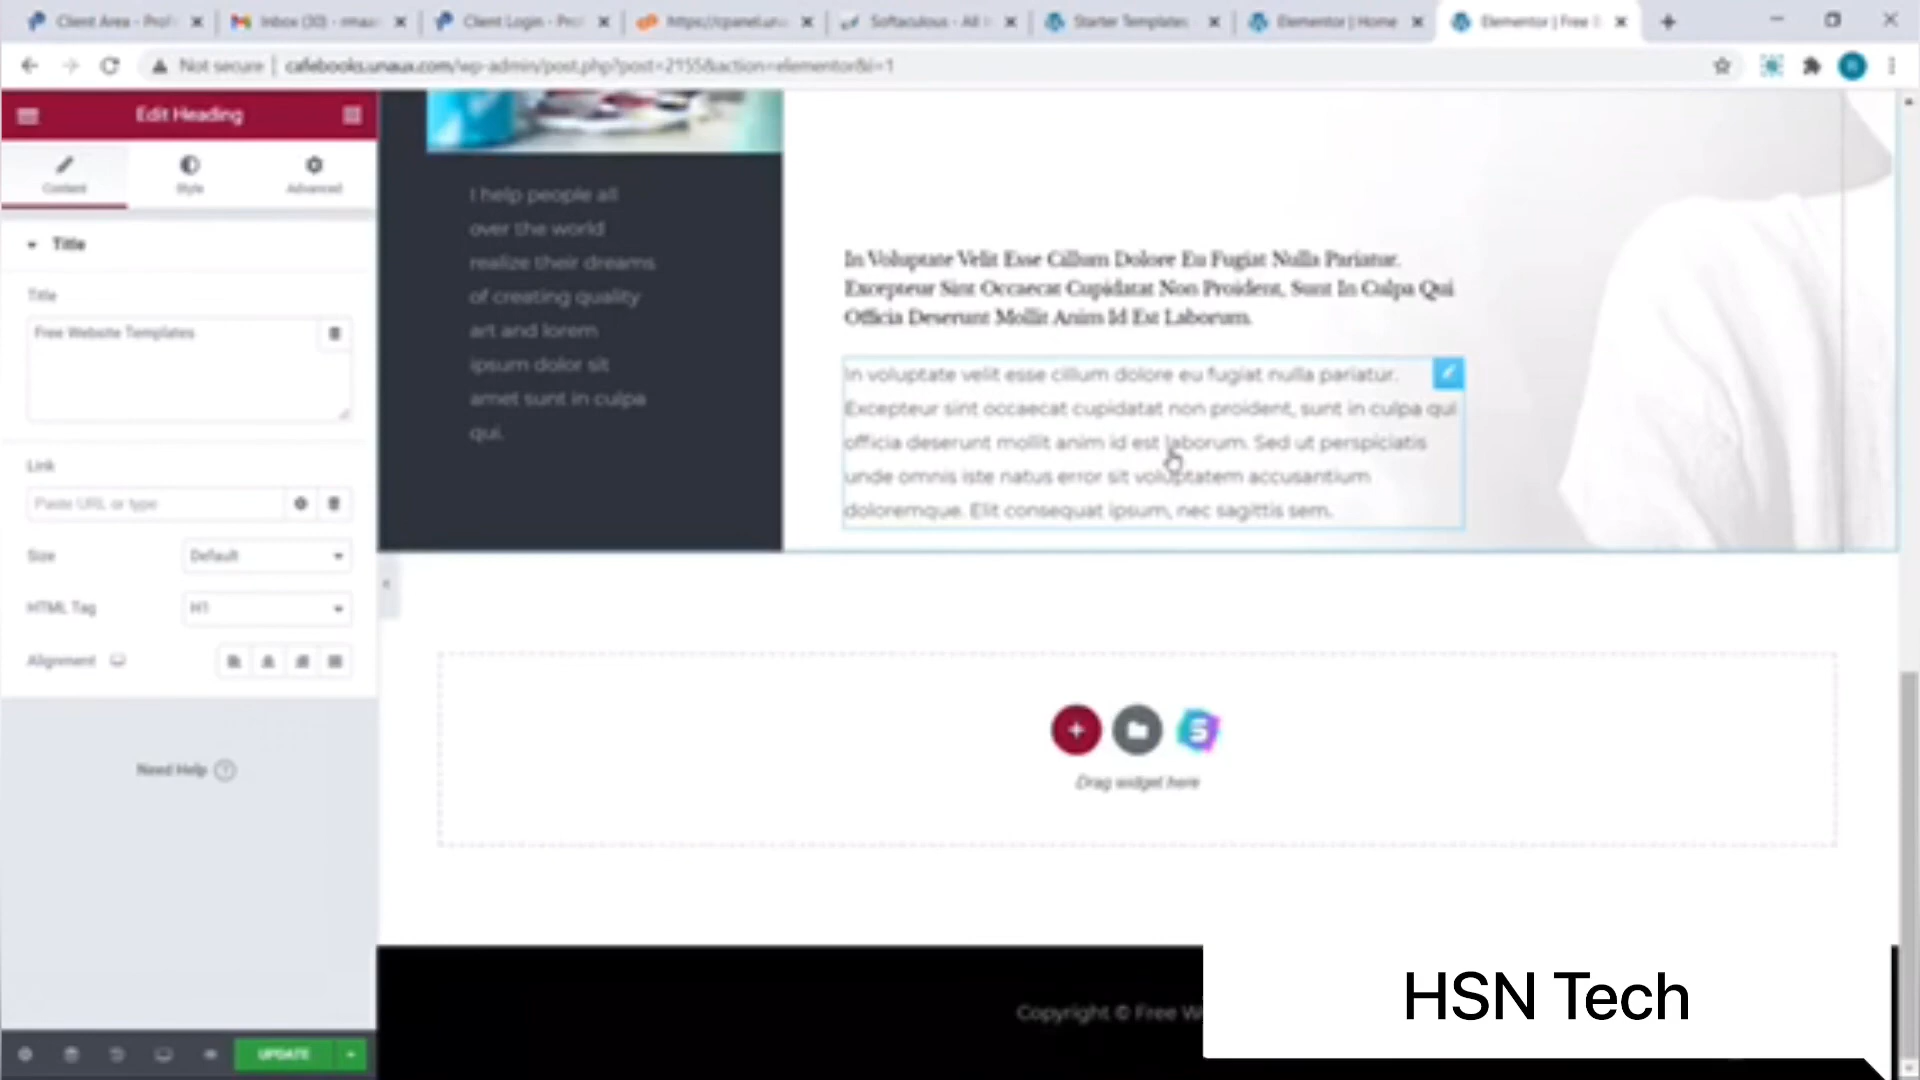 Client Area - Prof
Inbox (30) - rmaa
Client Login - Prof
https://cpanel.un
Softaculous - All
Starter Templates
Elementor | Home
Elementor | Free
Not secure
cafebooks.unaux.com/wp-admin/post.php?post=2155&action=elementor&i=1
Edit Heading
Content
Style
Advanced
Title
Title
Free Website Templates
Link
Paste URL or type
Size
Default
HTML Tag
H1
Alignment
Need Help
UPDATE
I help people all
over the world
realize their dreams
of creating quality
art and lorem
ipsum dolor sit
amet sunt in culpa
qui.
In Voluptate Velit Esse Cillum Dolore Eu Fugiat Nulla Pariatur.
Excepteur Sint Occaecat Cupidatat Non Proident, Sunt In Culpa Qui
Officia Deserunt Mollit Anim Id Est Laborum.
In voluptate velit esse cillum dolore eu fugiat nulla pariatur.
Excepteur sint occaecat cupidatat non proident, sunt in culpa qui
officia deserunt mollit anim id est laborum. Sed ut perspiciatis
unde omnis iste natus error sit voluptatem accusantium
doloremque. Elit consequat ipsum, nec sagittis sem.
Drag widget here
Copyright © Free W
HSN Tech